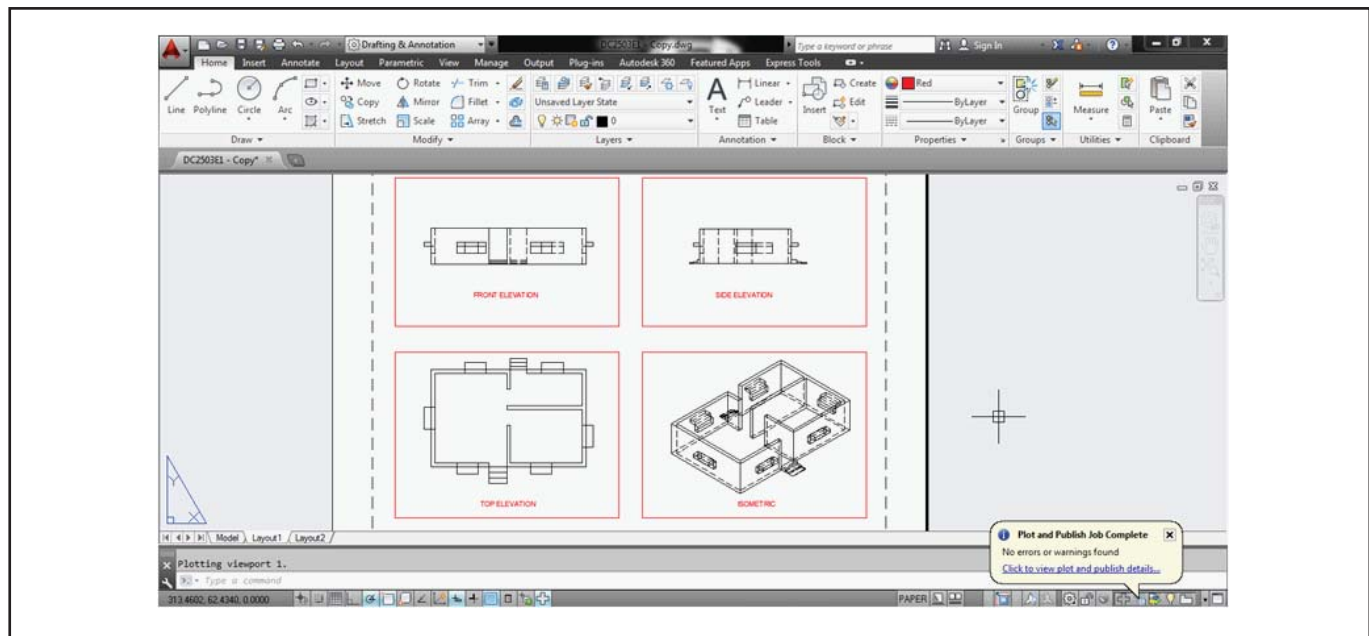 Drafting & Annotation
DC2503E1 - Copy.dwg
Type a keyword or phrase
Sign In
Home Insert Annotate Layout Parametric View Manage Output Plug-ins Autodesk 360 Featured Apps Express Tools
Line Polyline Circle Arc
Move Rotate Trim
Copy Mirror Fillet
Stretch Scale Array
Unsaved Layer State
0
Text
Linear
Leader
Table
Insert
Create
Edit
Red
ByLayer
ByLayer
Group
Measure
Paste
Draw Modify Layers Annotation Block Properties Groups Utilities Clipboard
DC2503E1 - Copy*
FRONT ELEVATION
SIDE ELEVATION
TOP ELEVATION
ISOMETRIC
Y
X
Model Layout1 Layout2
Plot and Publish Job Complete
No errors or warnings found
Click to view plot and publish details...
Plotting viewport 1.
Type a command
313.4602, 62.4340, 0.0000
PAPER